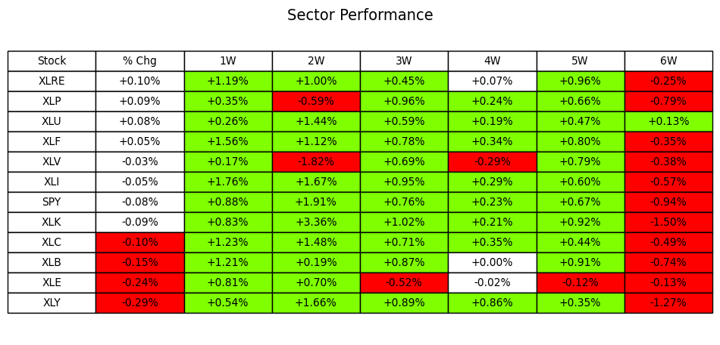 Sector Performance
Stock % Chg 1W 2W 3W 4W 5W 6W
XLRE +0.10% +1.19% +1.00% +0.45% +0.07% +0.96% -0.25%
XLP +0.09% +0.35% -0.59% +0.96% +0.24% +0.66% -0.79%
XLU +0.08% +0.26% +1.44% +0.59% +0.19% +0.47% +0.13%
XLF +0.05% +1.56% +1.12% +0.78% +0.34% +0.80% -0.35%
XLV -0.03% +0.17% -1.82% +0.69% -0.29% +0.79% -0.38%
XLI -0.05% +1.76% +1.67% +0.95% +0.29% +0.60% -0.57%
SPY -0.08% +0.88% +1.91% +0.76% +0.23% +0.67% -0.94%
XLK -0.09% +0.83% +3.36% +1.02% +0.21% +0.92% -1.50%
XLC -0.10% +1.23% +1.48% +0.71% +0.35% +0.44% -0.49%
XLB -0.15% +1.21% +0.19% +0.87% +0.00% +0.91% -0.74%
XLE -0.24% +0.81% +0.70% -0.52% -0.02% -0.12% -0.13%
XLY -0.29% +0.54% +1.66% +0.89% +0.86% +0.35% -1.27%